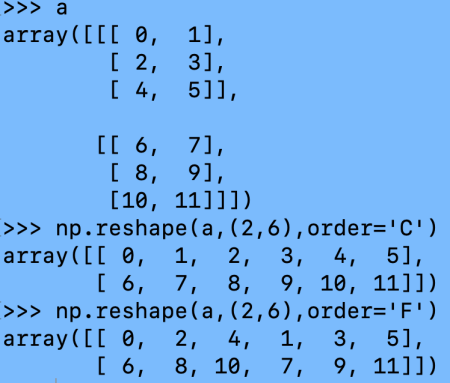 >>> a
array([[[ 0,  1],
        [ 2,  3],
        [ 4,  5]],
       [[ 6,  7],
        [ 8,  9],
        [10, 11]]])
>>> np.reshape(a,(2,6),order='C')
array([[ 0,  1,  2,  3,  4,  5],
       [ 6,  7,  8,  9, 10, 11]])
>>> np.reshape(a,(2,6),order='F')
array([[ 0,  2,  4,  1,  3,  5],
       [ 6,  8, 10,  7,  9, 11]])